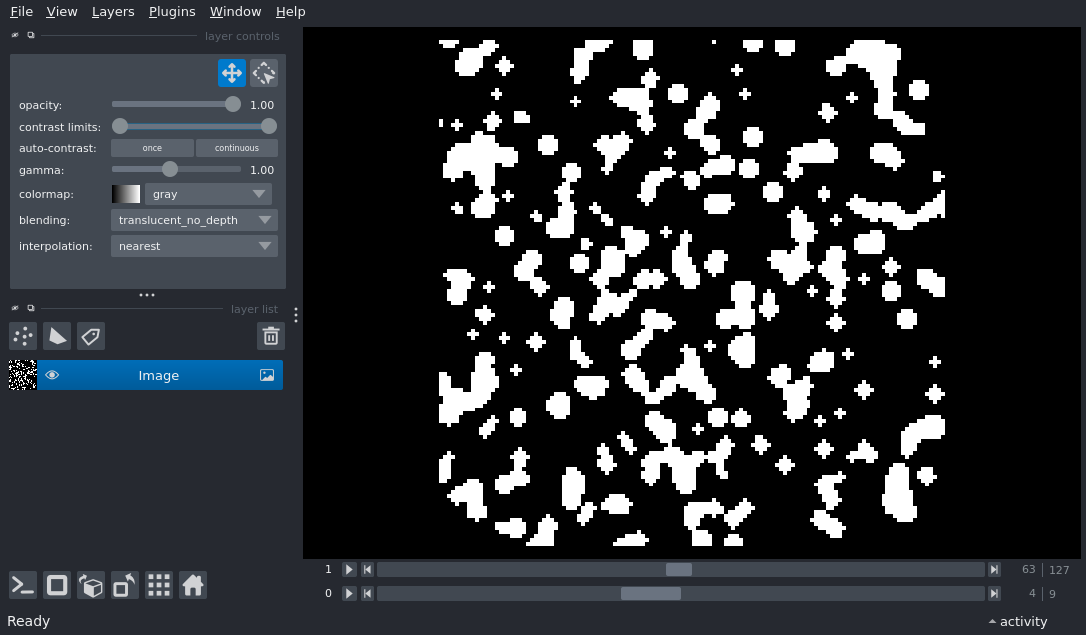 File View Layers Plugins Window Help
layer controls
opacity: 1.00
contrast limits:
auto-contrast: once continuous
gamma: 1.00
colormap: gray
blending: translucent_no_depth
interpolation: nearest
layer list
Image
1 63 127
0 4 9
Ready activity